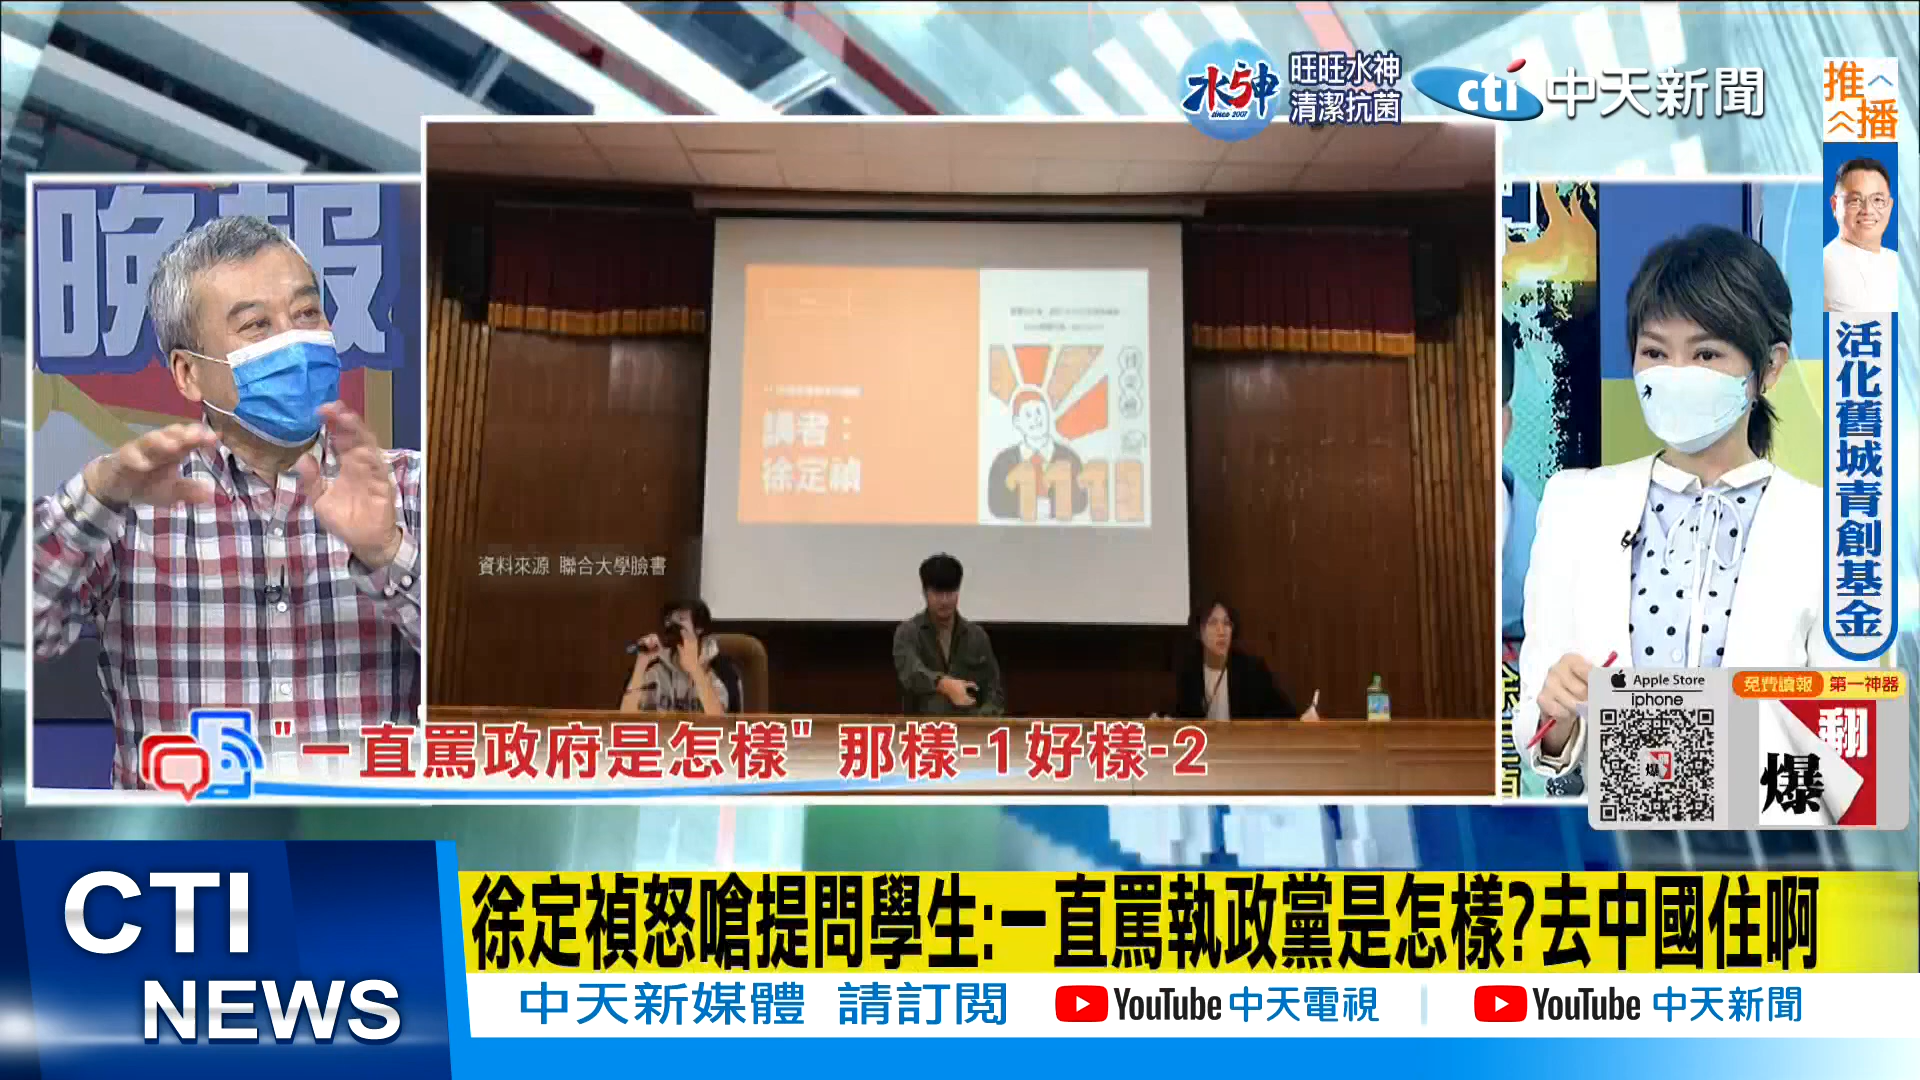 水神
since 2007
旺旺水神
清潔抗菌
cti 中天新聞
推播
晚報
講者:
徐定禎
1111
資料來源 聯合大學臉書
活化舊城青創基金
Apple Store
iphone
免費讀報
第一神器
翻爆
"一直罵政府是怎樣" 那樣-1好樣-2
CTI
NEWS
徐定禎怒嗆提問學生:一直罵執政黨是怎樣?去中國住啊
中天新媒體 請訂閱 YouTube 中天電視 | YouTube 中天新聞